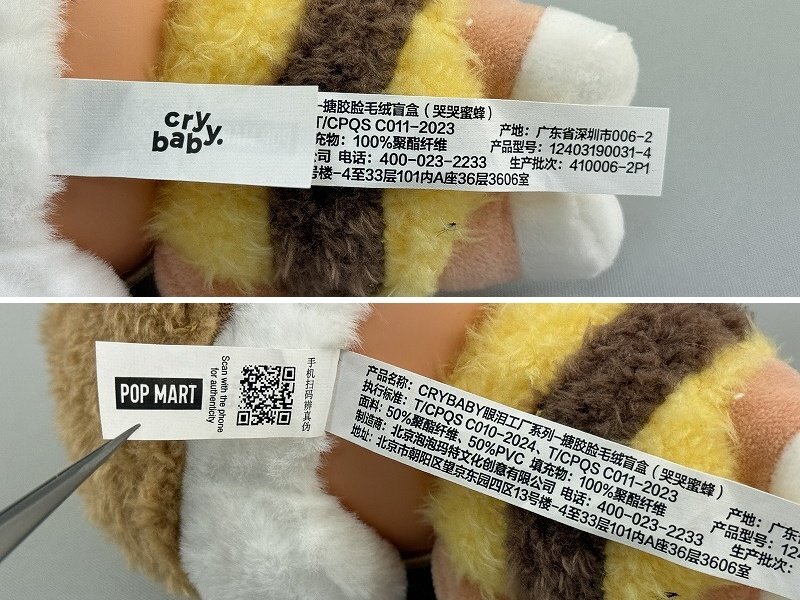 cry
baby.
-搪胶脸毛绒盲盒（哭哭蜜蜂）
T/CPQS C011-2023
充物：100%聚酯纤维
公司 电话：400-023-2233
号楼-4至33层101内A座36层3606室
产地：广东省深圳市006-2
产品型号：12403190031-4
生产批次：410006-2P1
POP MART
Scan with the phone
for authenticity
手机扫码辨真伪
产品名称：CRYBABY眼泪工厂系列-搪胶脸毛绒盲盒（哭哭蜜蜂）
执行标准：T/CPQS C010-2024、T/CPQS C011-2023
面料：50%聚酯纤维、50%PVC 填充物：100%聚酯纤维
制造商：北京泡泡玛特文化创意有限公司 电话：400-023-2233
地址：北京市朝阳区望京东园四区13号楼-4至33层101内A座36层3606室
产地：广东
产品型号：12
生产批次：